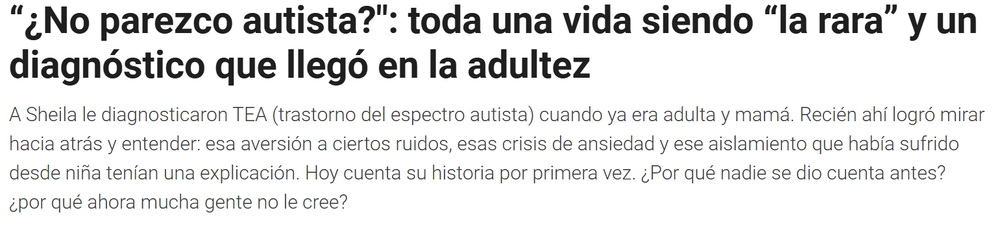 “¿No parezco autista?": toda una vida siendo “la rara” y un
diagnóstico que llegó en la adultez
A Sheila le diagnosticaron TEA (trastorno del espectro autista) cuando ya era adulta y mamá. Recién ahí logró mirar
hacia atrás y entender: esa aversión a ciertos ruidos, esas crisis de ansiedad y ese aislamiento que había sufrido
desde niña tenían una explicación. Hoy cuenta su historia por primera vez. ¿Por qué nadie se dio cuenta antes?
¿por qué ahora mucha gente no le cree?